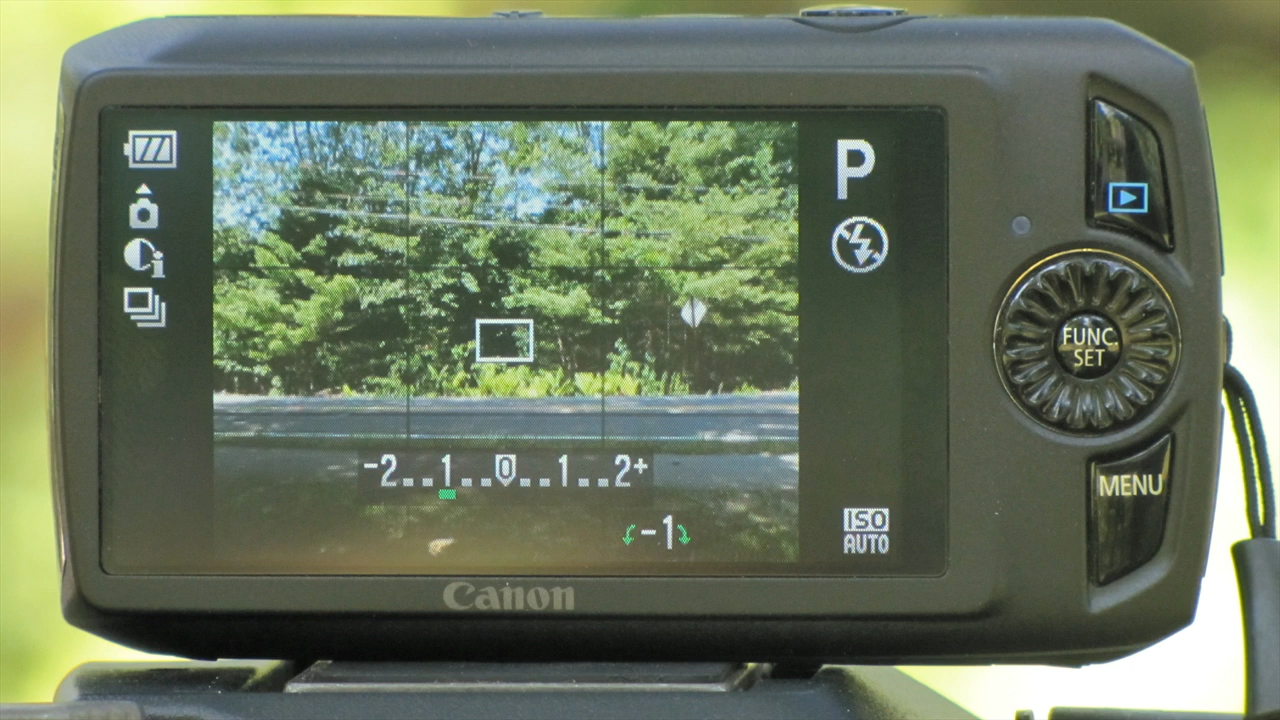 P
-2..1..0..1..2+
-1
ISO
AUTO
Canon
FUNC.
SET
MENU